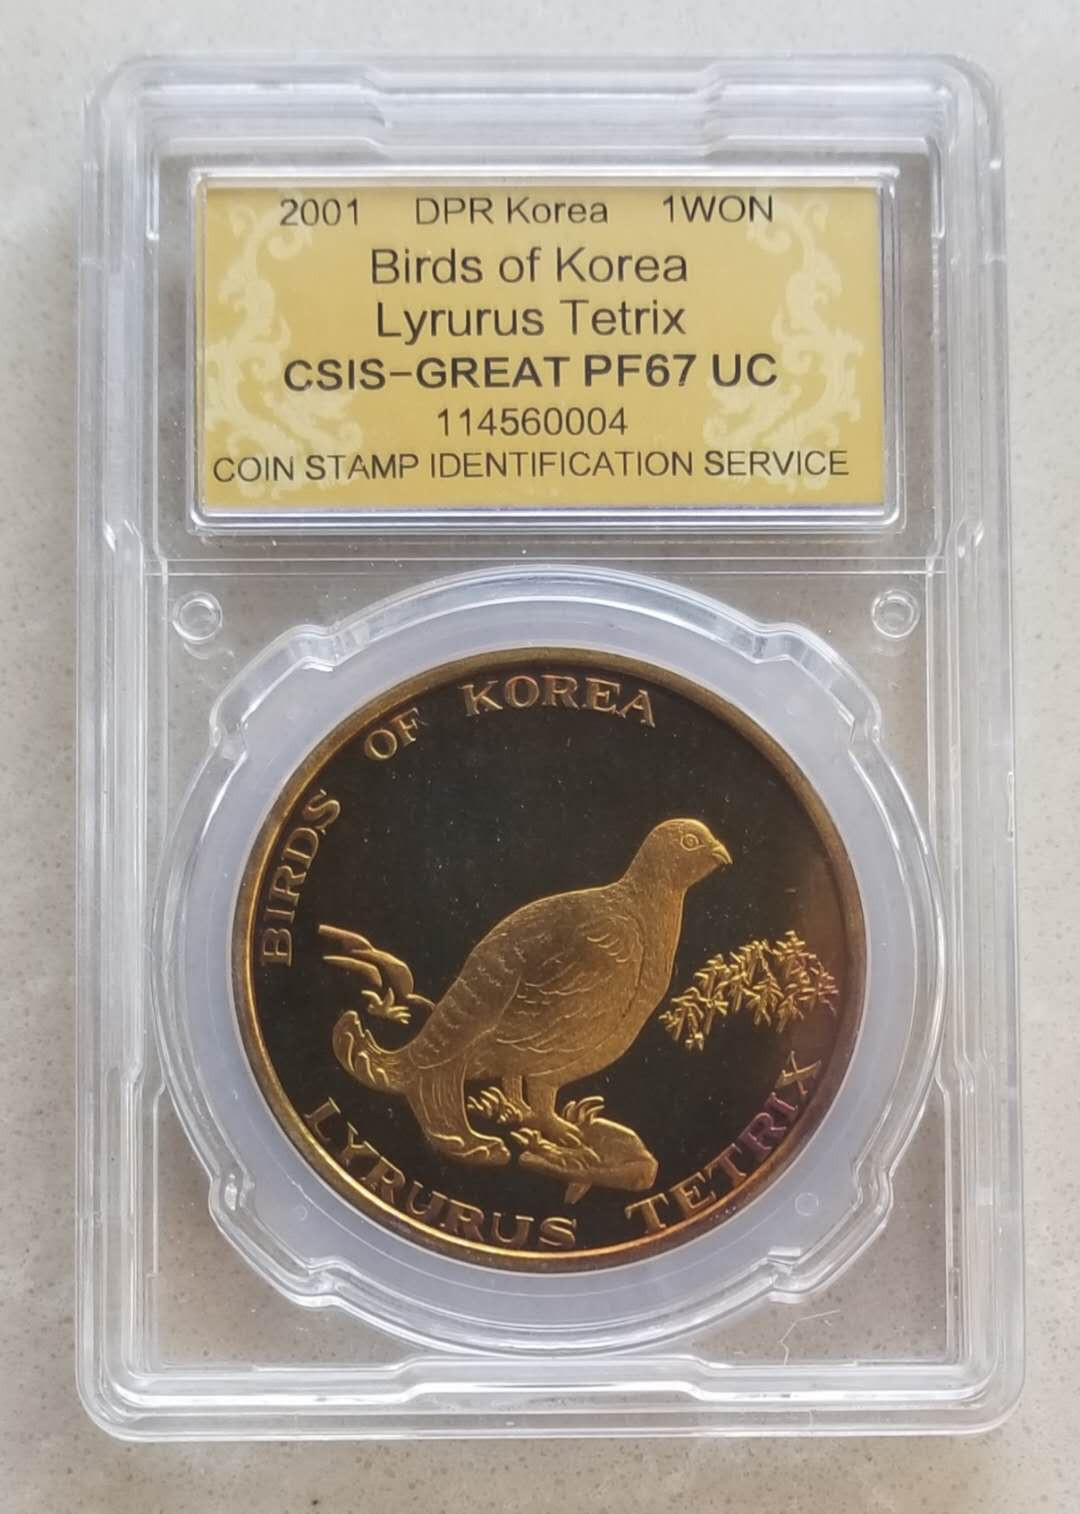 2001 DPR Korea 1WON
Birds of Korea
Lyrurus Tetrix
CSIS-GREAT PF67 UC
114560004
COIN STAMP IDENTIFICATION SERVICE
BIRDS OF KOREA
LYRURUS TETRIX